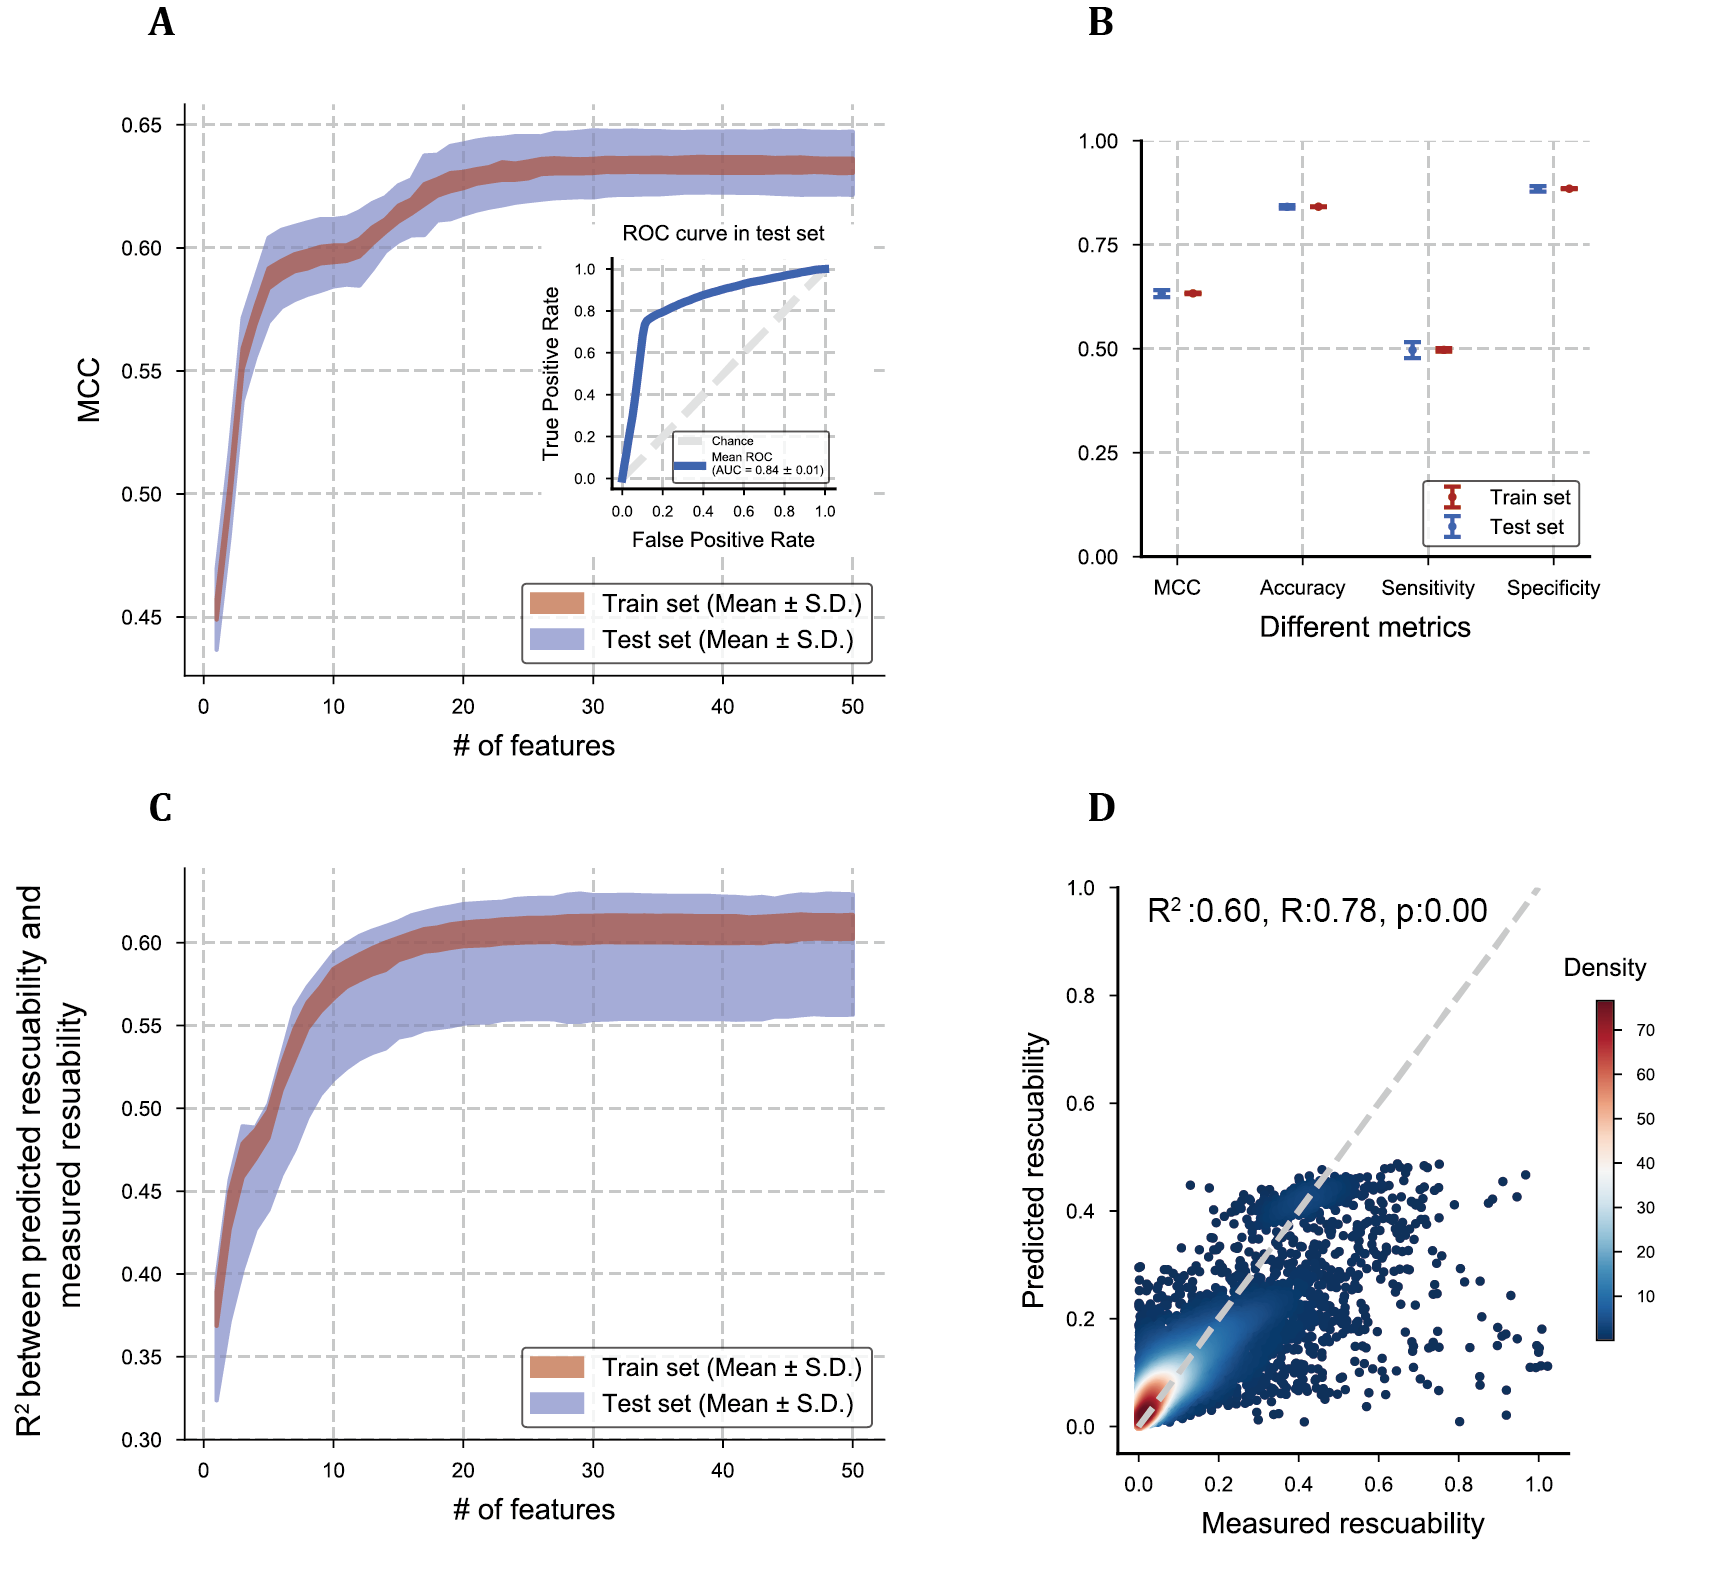 A
0.65
0.60
0.55
0.50
0.45
MCC
0 10 20 30 40 50
# of features
ROC curve in test set
1.0
0.8
0.6
0.4
0.2
0.0
True Positive Rate
0.0 0.2 0.4 0.6 0.8 1.0
False Positive Rate
Chance
Mean ROC
(AUC = 0.84 ± 0.01)
Train set (Mean ± S.D.)
Test set (Mean ± S.D.)
B
1.00
0.75
0.50
0.25
0.00
MCC Accuracy Sensitivity Specificity
Different metrics
Train set
Test set
C
0.60
0.55
0.50
0.45
0.40
0.35
0.30
R² between predicted rescuability and
measured resuability
0 10 20 30 40 50
# of features
Train set (Mean ± S.D.)
Test set (Mean ± S.D.)
D
R² :0.60, R:0.78, p:0.00
1.0
0.8
0.6
0.4
0.2
0.0
Predicted rescuability
0.0 0.2 0.4 0.6 0.8 1.0
Measured rescuability
Density
70
60
50
40
30
20
10